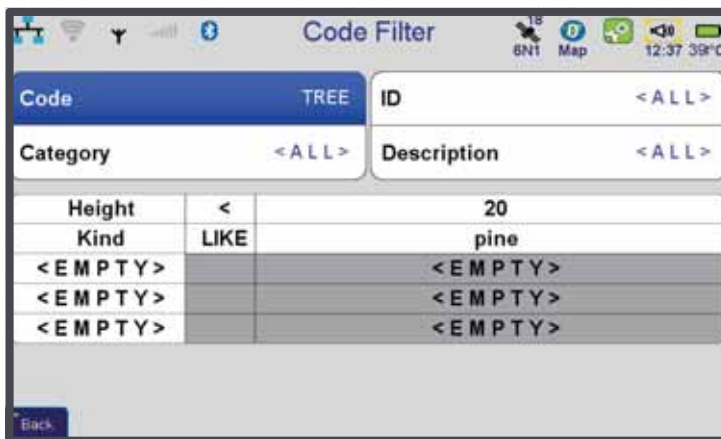 Code Filter
18
6N1
Map
12:37 39°C
Code TREE
ID <ALL>
Category <ALL>
Description <ALL>
Height < 20
Kind LIKE pine
<EMPTY> <EMPTY>
<EMPTY> <EMPTY>
<EMPTY> <EMPTY>
Back